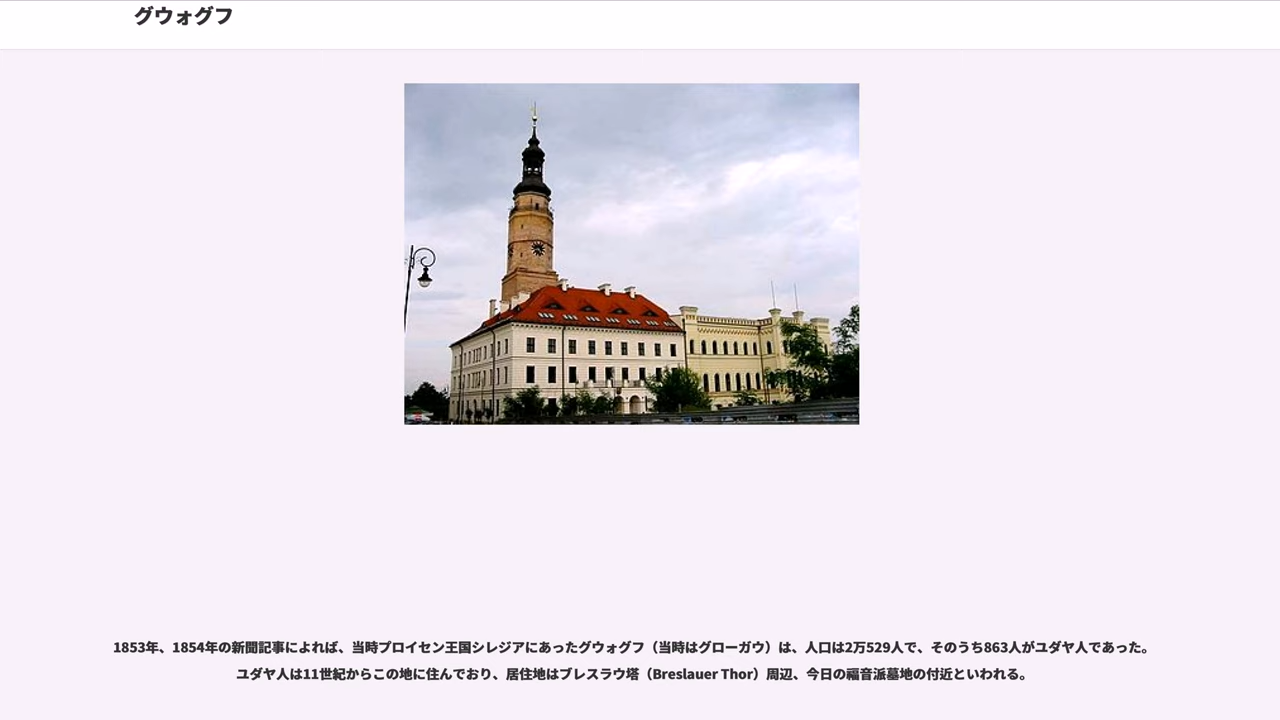 グウォグフ
1853年、1854年の新聞記事によれば、当時プロイセン王国シレジアにあったグウォグフ（当時はグローガウ）は、人口は2万529人で、そのうち863人がユダヤ人であった。
ユダヤ人は11世紀からこの地に住んでおり、居住地はブレスラウ塔（Breslauer Thor）周辺、今日の福音派墓地の付近といわれる。